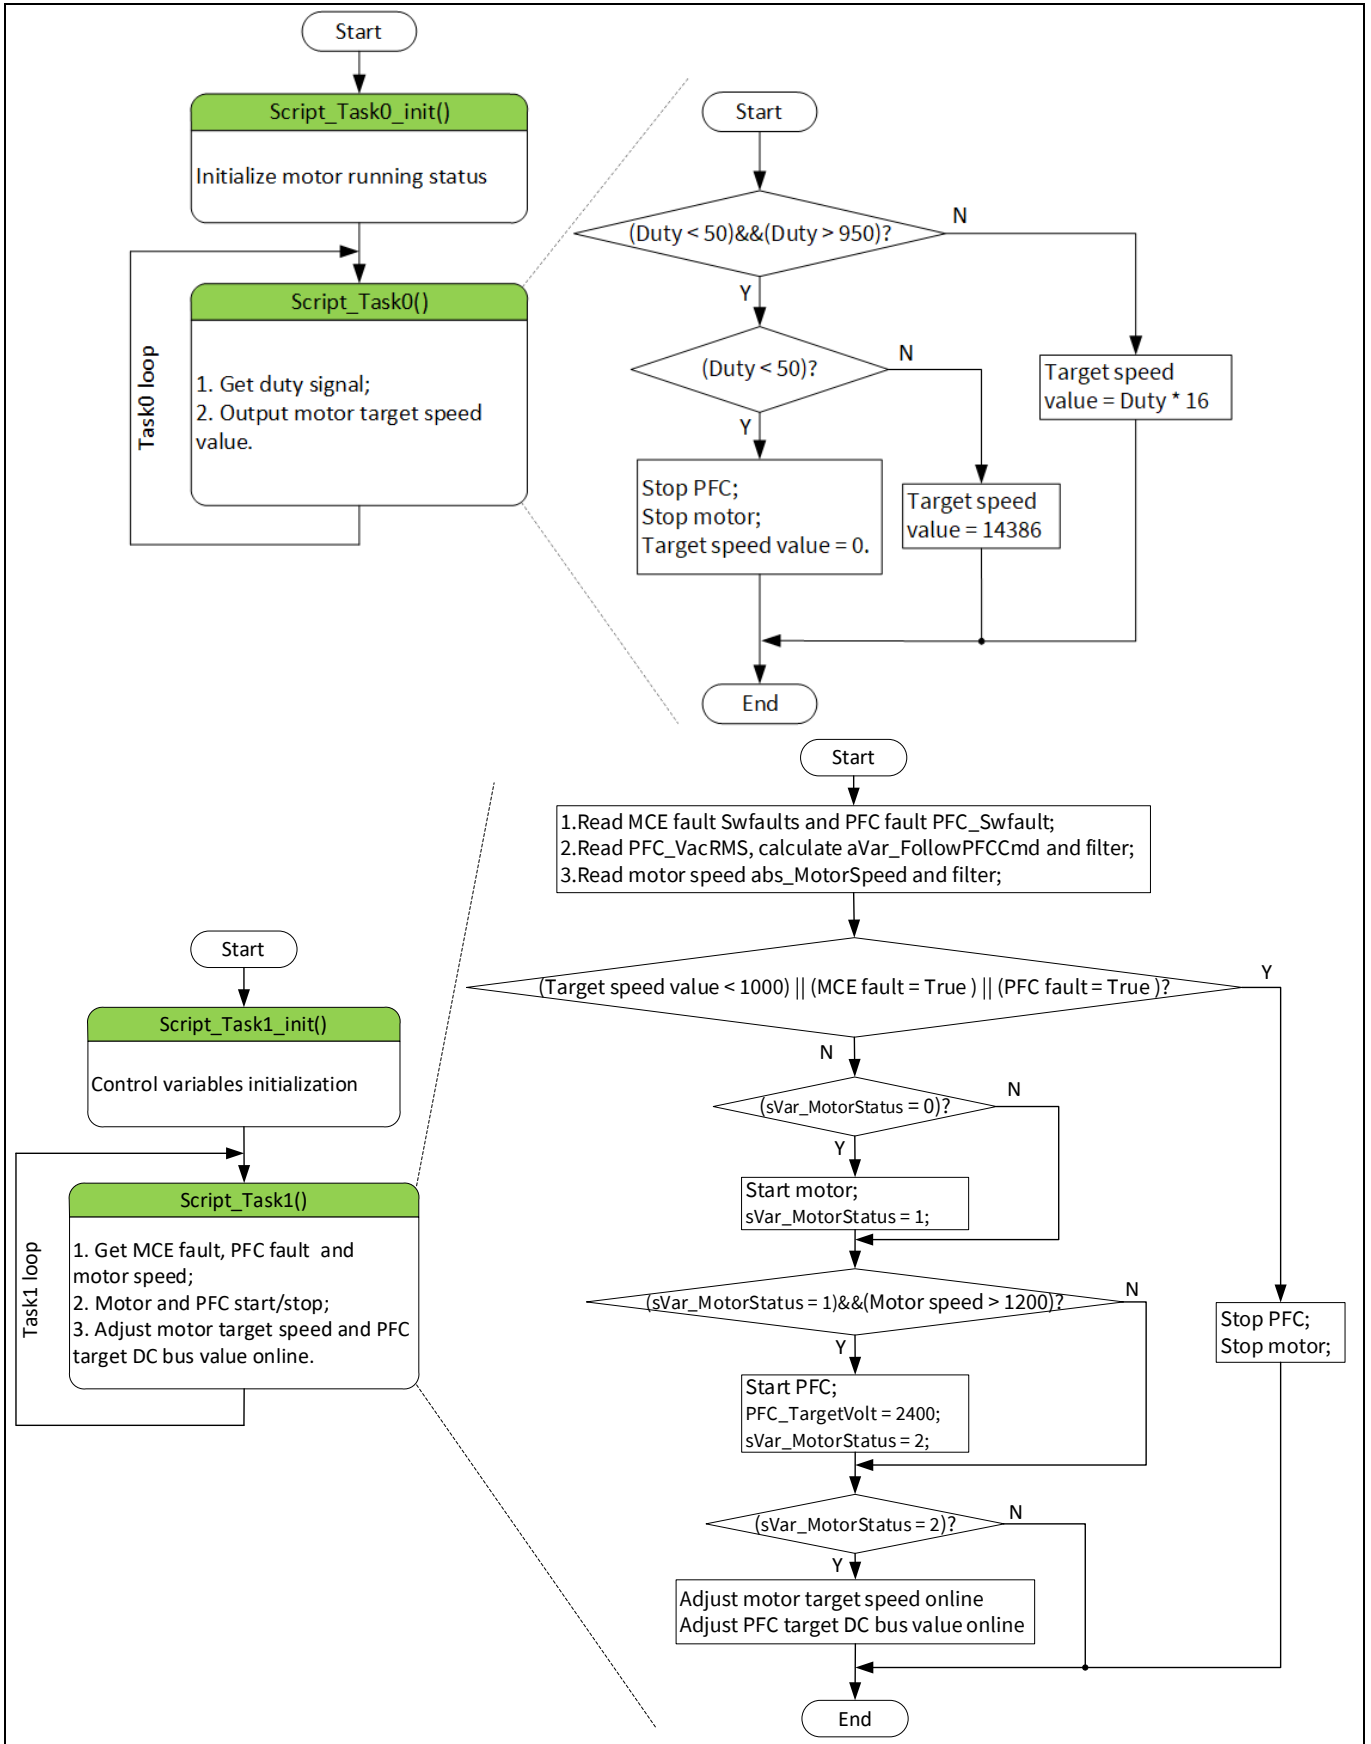 Start
Script_Task0_init()
Initialize motor running status
Script_Task0()
1. Get duty signal;
2. Output motor target speed
value.
Task0 loop
Start
(Duty < 50)&&(Duty > 950)?
N
Y
(Duty < 50)?
N
Y
Target speed
value = Duty * 16
Stop PFC;
Stop motor;
Target speed value = 0.
Target speed
value = 14386
End
Start
Script_Task1_init()
Control variables initialization
Script_Task1()
1. Get MCE fault, PFC fault and
motor speed;
2. Motor and PFC start/stop;
3. Adjust motor target speed and PFC
target DC bus value online.
Task1 loop
Start
1.Read MCE fault Swfaults and PFC fault PFC_Swfault;
2.Read PFC_VacRMS, calculate aVar_FollowPFCCmd and filter;
3.Read motor speed abs_MotorSpeed and filter;
(Target speed value < 1000) || (MCE fault = True ) || (PFC fault = True )?
Y
N
(sVar_MotorStatus = 0)?
N
Y
Start motor;
sVar_MotorStatus = 1;
(sVar_MotorStatus = 1)&&(Motor speed > 1200)?
N
Y
Stop PFC;
Stop motor;
Start PFC;
PFC_TargetVolt = 2400;
sVar_MotorStatus = 2;
(sVar_MotorStatus = 2)?
N
Y
Adjust motor target speed online
Adjust PFC target DC bus value online
End